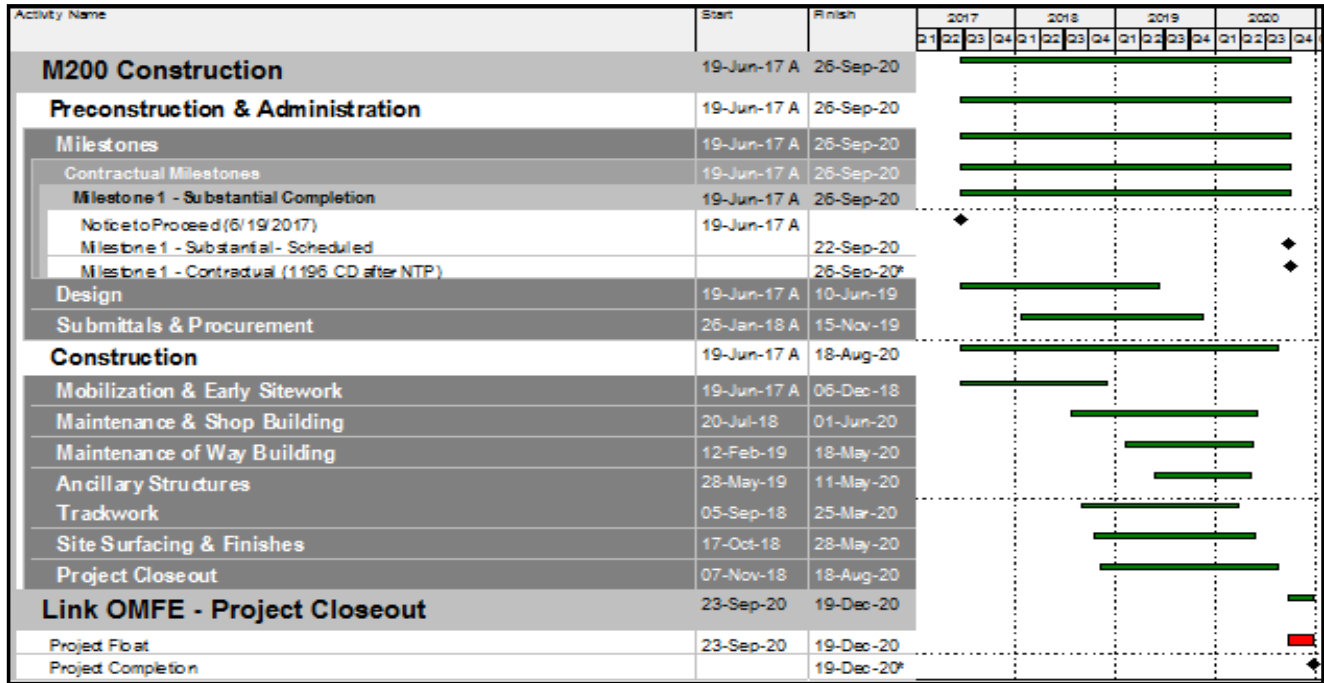 Activity Name Start Finish 2017 2018 2019 2020
Q1 Q2 Q3 Q4 Q1 Q2 Q3 Q4 Q1 Q2 Q3 Q4 Q1 Q2 Q3 Q4
M200 Construction 19-Jun-17 A 26-Sep-20
Preconstruction & Administration 19-Jun-17 A 26-Sep-20
Milestones 19-Jun-17 A 26-Sep-20
Contractual Milestones 19-Jun-17 A 26-Sep-20
Milestone 1 - Substantial Completion 19-Jun-17 A 26-Sep-20
Notice to Proceed (6/19/2017) 19-Jun-17 A
Milestone 1 - Substantial - Scheduled 22-Sep-20
Milestone 1 - Contractual (1196 CD after NTP) 26-Sep-20*
Design 19-Jun-17 A 10-Jun-19
Submittals & Procurement 26-Jan-18 A 15-Nov-19
Construction 19-Jun-17 A 18-Aug-20
Mobilization & Early Sitework 19-Jun-17 A 06-Dec-18
Maintenance & Shop Building 20-Jul-18 01-Jun-20
Maintenance of Way Building 12-Feb-19 18-May-20
Ancillary Structures 28-May-19 11-May-20
Trackwork 05-Sep-18 25-Mar-20
Site Surfacing & Finishes 17-Oct-18 28-May-20
Project Closeout 07-Nov-18 18-Aug-20
Link OMFE - Project Closeout 23-Sep-20 19-Dec-20
Project Float 23-Sep-20 19-Dec-20
Project Completion 19-Dec-20*